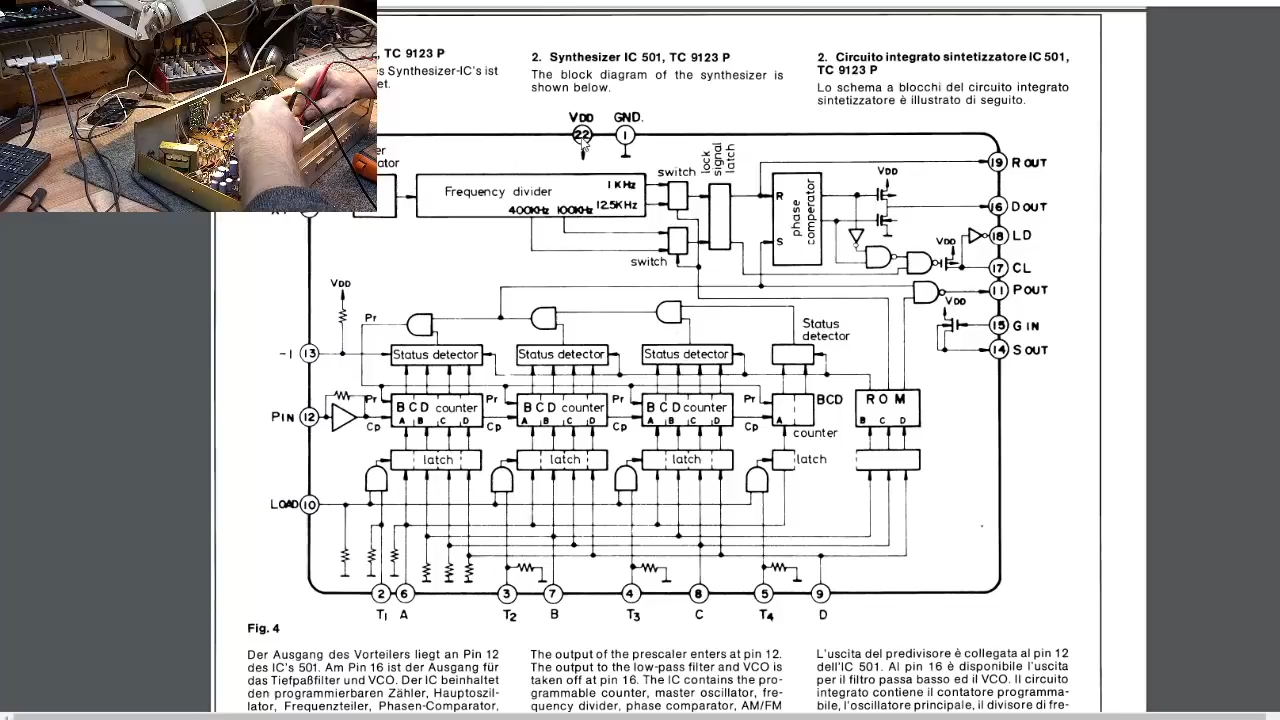 , TC 9123 P
s Synthesizer-IC's ist
et.
2. Synthesizer IC 501, TC 9123 P
The block diagram of the synthesizer is
shown below.
2. Circuito integrato sintetizzatore IC 501,
TC 9123 P
Lo schema a blocchi del circuito integrato
sintetizzatore è illustrato di seguito.
VDD GND.
22 1
ator
Frequency divider
1 KHz
12.5KHz
400KHz 100KHz
switch
switch
lock signal latch
R
S
phase comperator
VDD
19 ROUT
16 DOUT
18 LD
VDD
17 CL
11 POUT
VDD
15 GIN
14 SOUT
VDD
Pr
-1 13
Status detector
Status detector
Status detector
Status detector
PIN 12
Pr
Cp
BCD counter
A B C D
Pr
Cp
BCD counter
A B C D
Pr
Cp
BCD counter
A B C D
Pr
Cp
A
BCD
counter
ROM
B C D
latch
latch
latch
latch
LOAD 10
2 6 3 7 4 8 5 9
T1 A T2 B T3 C T4 D
Fig. 4
Der Ausgang des Vorteilers liegt an Pin 12
des IC's 501. Am Pin 16 ist der Ausgang für
das Tiefpaßfilter und VCO. Der IC beinhaltet
den programmierbaren Zähler, Hauptoszil-
lator, Frequenzteiler, Phasen-Comparator,
The output of the prescaler enters at pin 12.
The output to the low-pass filter and VCO is
taken off at pin 16. The IC contains the pro-
grammable counter, master oscillator, fre-
quency divider, phase comparator, AM/FM
L'uscita del predivisore è collegata al pin 12
dell'IC 501. Al pin 16 è disponibile l'uscita
per il filtro passa basso ed il VCO. Il circuito
integrato contiene il contatore programma-
bile, l'oscillatore principale, il divisore di fre-